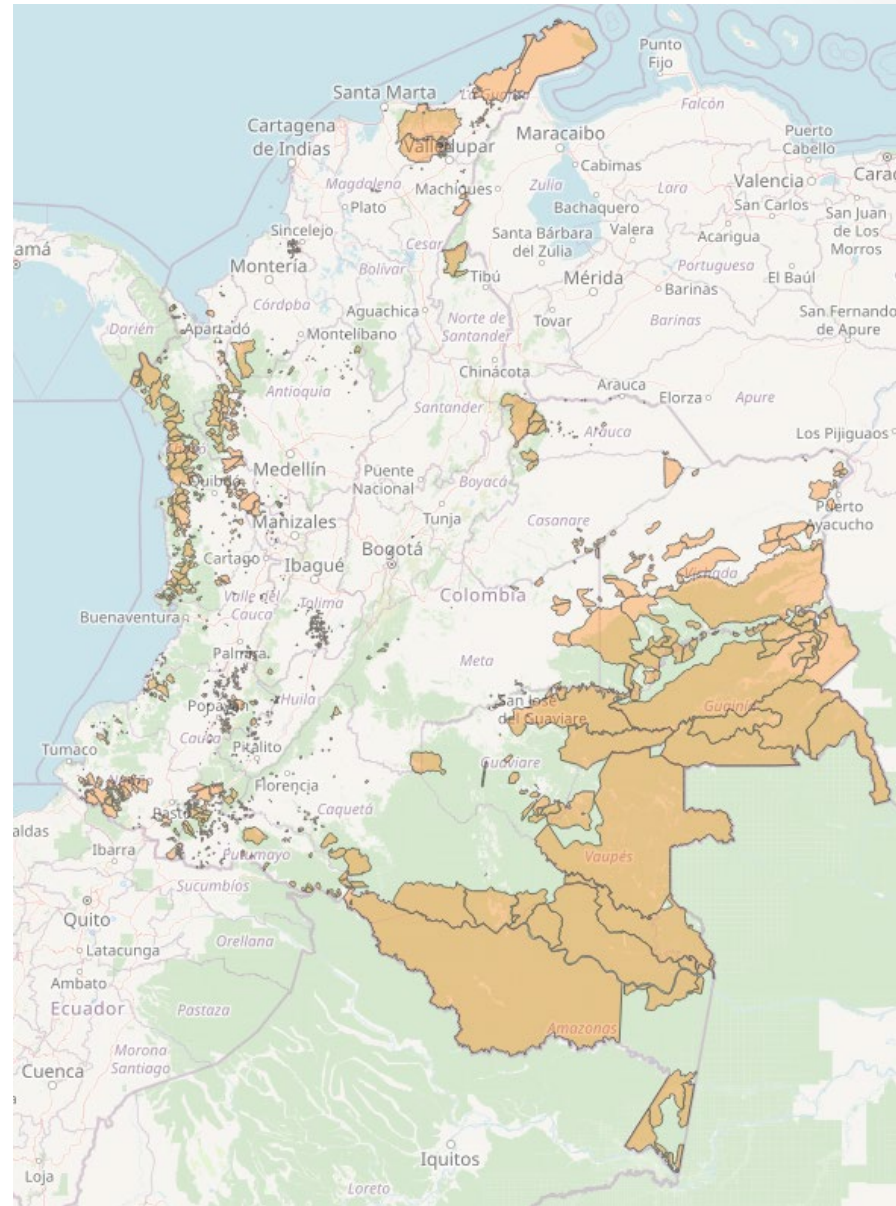 Punto
Fijo
Santa Marta
La Guajira
Falcón
Cartagena
de Indias
Valledupar
Maracaibo
Puerto
Cabello
Cabimas
Carac
Magdalena
Machiques
Zulia
Lara
Valencia
Plato
Bachaquero
San Carlos
San Juan
de Los
Morros
Sincelejo
Cesar
Santa Bárbara
del Zulia
Valera
Acarigua
amá
Montería
Bolívar
Tibú
Mérida
Portuguesa
El Baúl
Córdoba
Aguachica
Norte de
Santander
Barinas
San Fernando
de Apure
Darién
Apartadó
Montelíbano
Tovar
Barinas
Chinácota
Arauca
Antioquia
Santander
Elorza
Apure
Arauca
Los Pijiguaos
Medellín
Puente
Nacional
Boyacá
Quibdó
Tunja
Casanare
Puerto
Ayacucho
Manizales
Cartago
Ibagué
Bogotá
Vichada
Valle del
Cauca
Tolima
Colombia
Buenaventura
Palmira
Meta
Huila
San José
del Guaviare
Guainía
Popayán
Cauca
Pitalito
Tumaco
Guaviare
Nariño
Florencia
Pasto
Caquetá
aldas
Ibarra
Putumayo
Vaupés
Sucumbíos
Quito
Orellana
Latacunga
Ambato
Ecuador
Pastaza
Amazonas
Morona
Santiago
Cuenca
a
Iquitos
Loja
Loreto